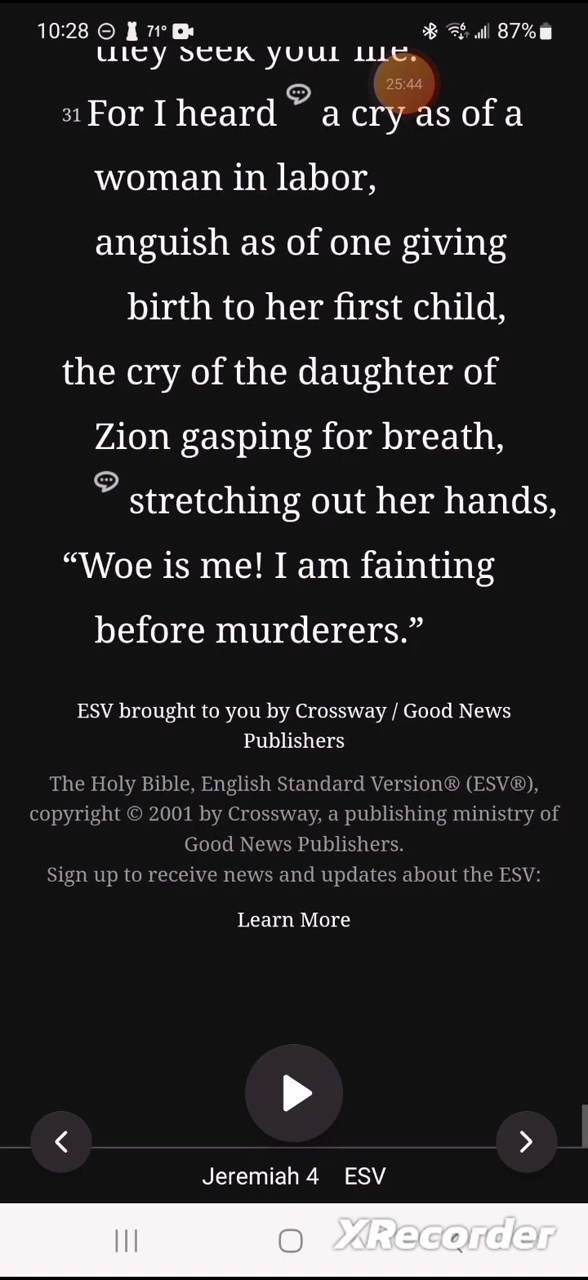 10:28 71° 87%
they seek your life.
25:44
31 For I heard a cry as of a
woman in labor,
anguish as of one giving
birth to her first child,
the cry of the daughter of
Zion gasping for breath,
stretching out her hands,
“Woe is me! I am fainting
before murderers.”
ESV brought to you by Crossway / Good News
Publishers
The Holy Bible, English Standard Version® (ESV®),
copyright © 2001 by Crossway, a publishing ministry of
Good News Publishers.
Sign up to receive news and updates about the ESV:
Learn More
Jeremiah 4 ESV
XRecorder